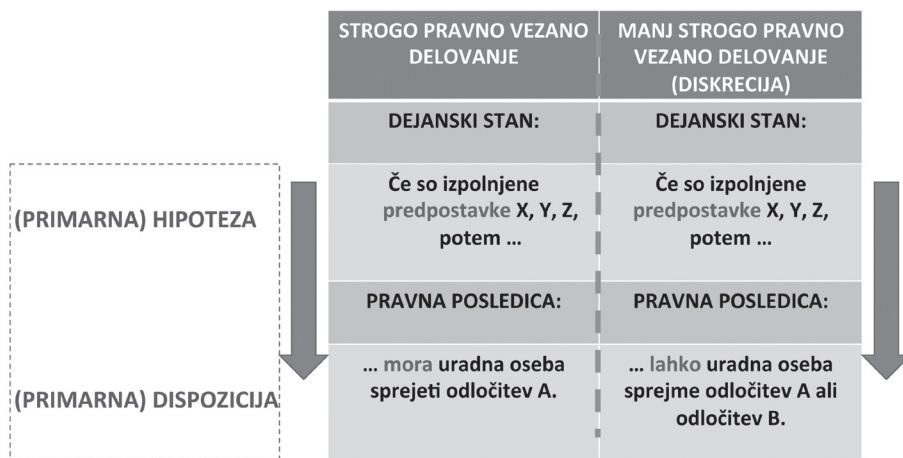 STROGO PRAVNO VEZANO
DELOVANJE
MANJ STROGO PRAVNO
VEZANO DELOVANJE
(DISKRECIJA)
DEJANSKI STAN:
DEJANSKI STAN:
(PRIMARNA) HIPOTEZA
Če so izpolnjene
predpostavke X, Y, Z,
potem ...
Če so izpolnjene
predpostavke X, Y, Z,
potem ...
PRAVNA POSLEDICA:
PRAVNA POSLEDICA:
(PRIMARNA) DISPOZICIJA
... mora uradna oseba
sprejeti odločitev A.
... lahko uradna oseba
sprejme odločitev A ali
odločitev B.